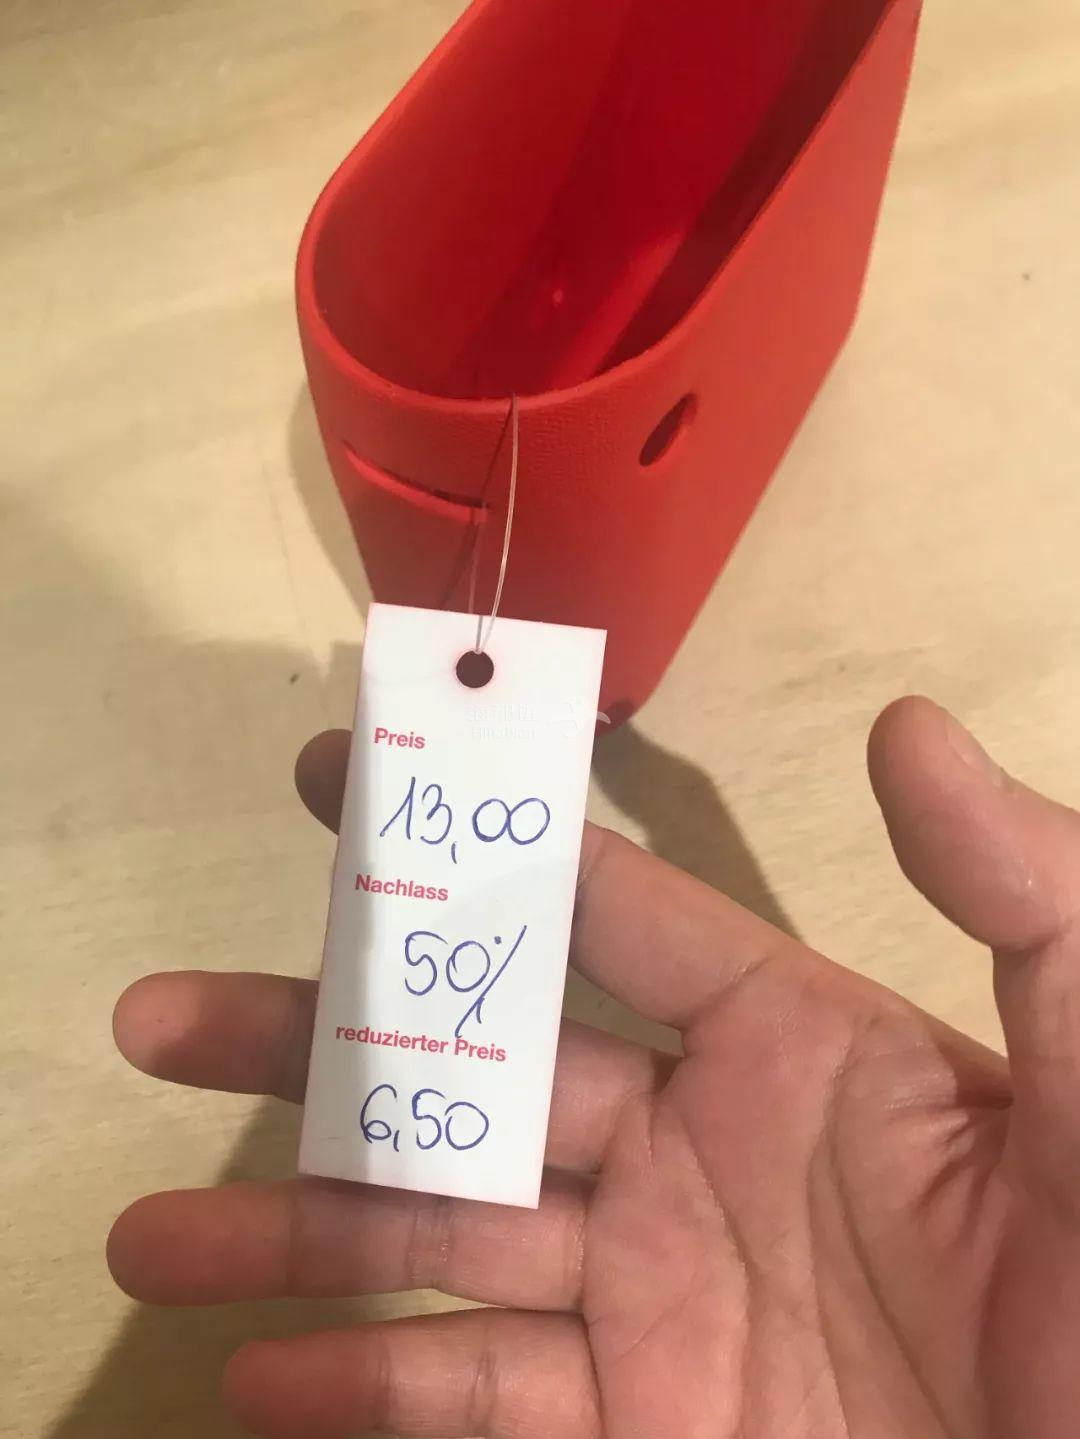 Preis
13,00
Nachlass
50%
reduzierter Preis
6,50